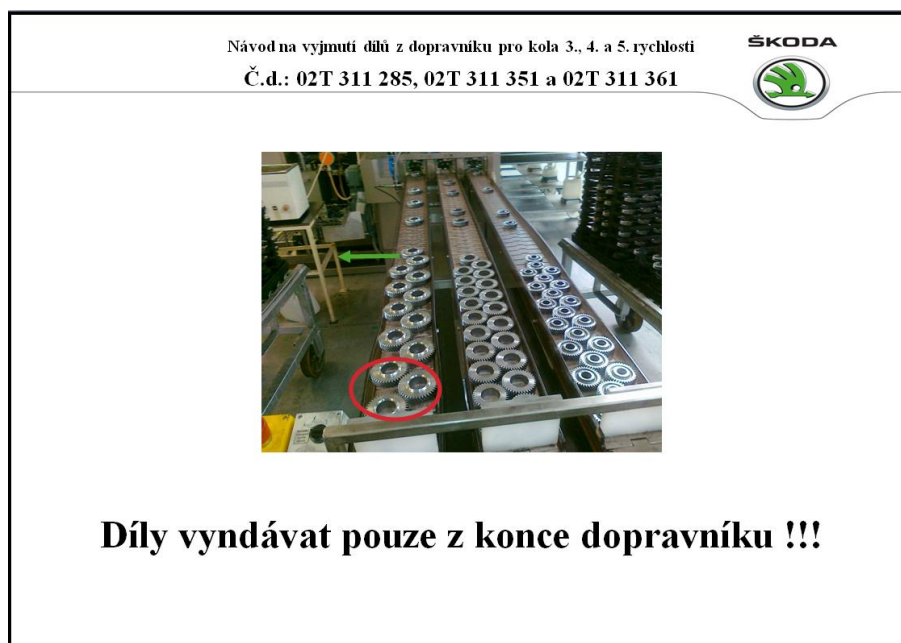 Návod na vyjmutí dílů z dopravníku pro kola 3., 4. a 5. rychlosti
Č.d.: 02T 311 285, 02T 311 351 a 02T 311 361
ŠKODA
Díly vyndávat pouze z konce dopravníku !!!